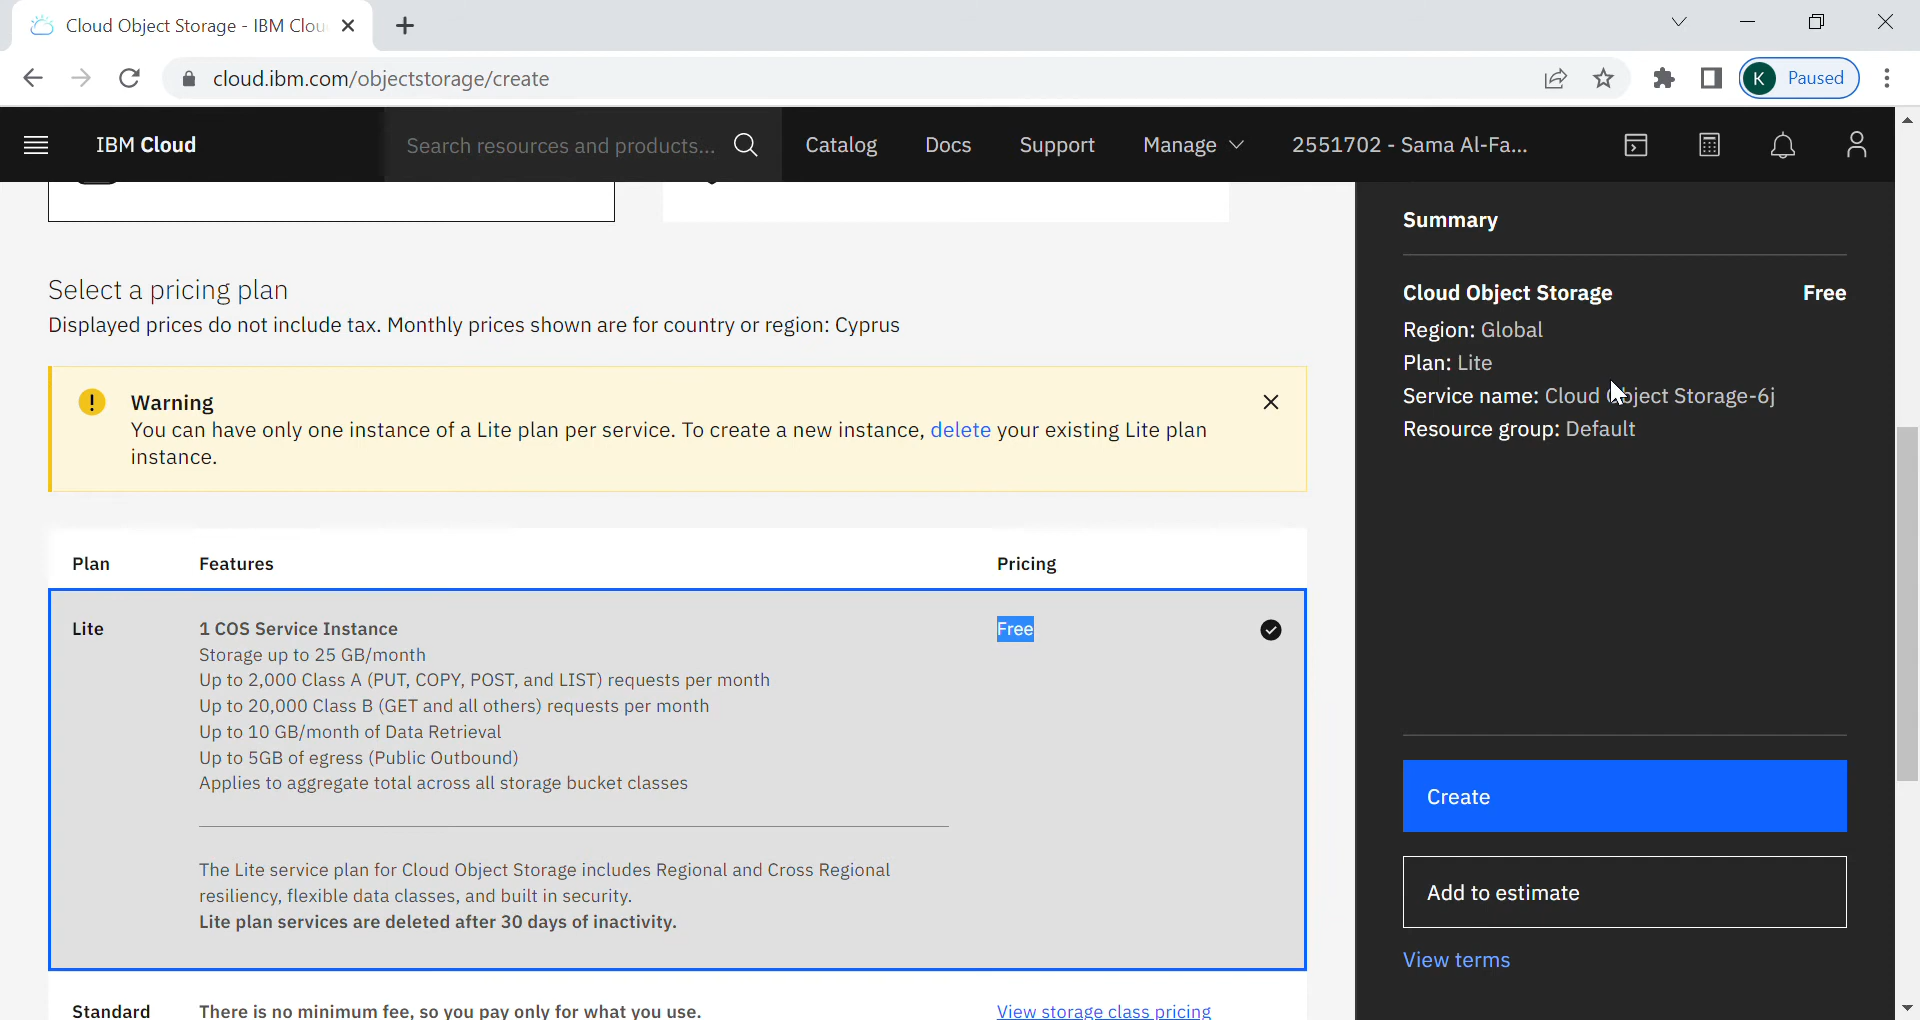 Cloud Object Storage - IBM Clou
cloud.ibm.com/objectstorage/create
K Paused
IBM Cloud
Search resources and products...
Catalog
Docs
Support
Manage
2551702 - Sama Al-Fa...
Select a pricing plan
Displayed prices do not include tax. Monthly prices shown are for country or region: Cyprus
Warning
You can have only one instance of a Lite plan per service. To create a new instance, delete your existing Lite plan
instance.
Plan Features Pricing
Lite 1 COS Service Instance Free
Storage up to 25 GB/month
Up to 2,000 Class A (PUT, COPY, POST, and LIST) requests per month
Up to 20,000 Class B (GET and all others) requests per month
Up to 10 GB/month of Data Retrieval
Up to 5GB of egress (Public Outbound)
Applies to aggregate total across all storage bucket classes
The Lite service plan for Cloud Object Storage includes Regional and Cross Regional
resiliency, flexible data classes, and built in security.
Lite plan services are deleted after 30 days of inactivity.
Standard There is no minimum fee, so you pay only for what you use. View storage class pricing
Summary
Cloud Object Storage Free
Region: Global
Plan: Lite
Service name: Cloud Object Storage-6j
Resource group: Default
Create
Add to estimate
View terms